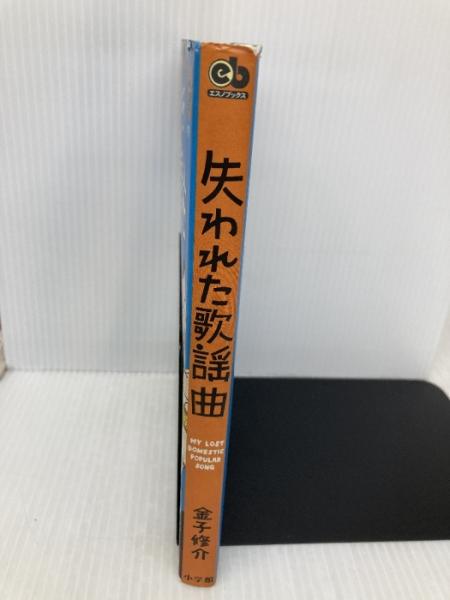 eb
エスノブックス
失われた歌謡曲
MY LOST
DOMESTIC
POPULAR
SONG
金子修介
小学館